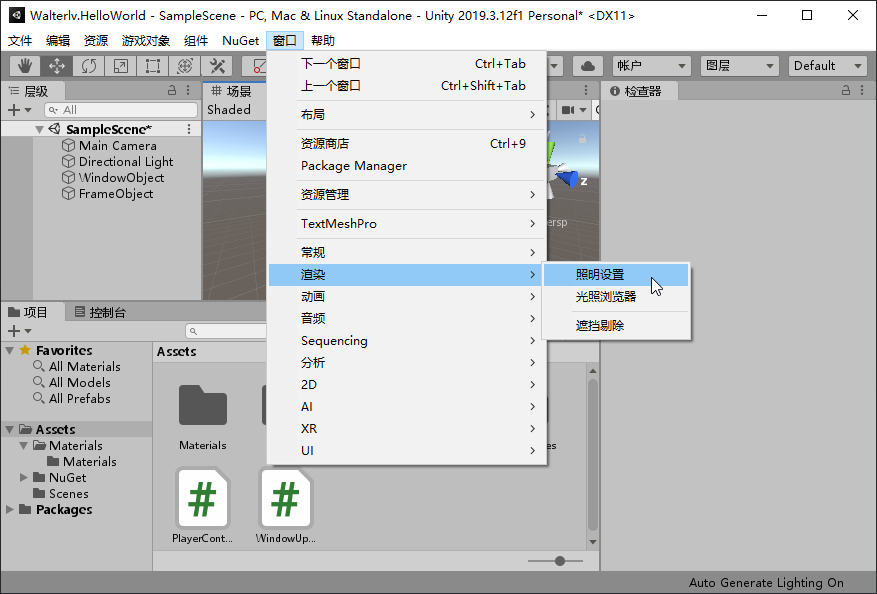 Walterlv.HelloWorld - SampleScene - PC, Mac & Linux Standalone - Unity 2019.3.12f1 Personal* <DX11>
文件 编辑 资源 游戏对象 组件 NuGet 窗口 帮助
帐户 图层 Default
层级
All
SampleScene*
Main Camera
Directional Light
WindowObject
FrameObject
场景
Shaded
z
ersp
检查器
下一个窗口 Ctrl+Tab
上一个窗口 Ctrl+Shift+Tab
布局
资源商店 Ctrl+9
Package Manager
资源管理
TextMeshPro
常规
渲染
动画
音频
Sequencing
分析
2D
AI
XR
UI
照明设置
光照浏览器
遮挡剔除
项目 控制台
Favorites
All Materials
All Models
All Prefabs
Assets
Materials
Materials
NuGet
Scenes
Packages
Assets
Materials
es
PlayerCont...
WindowUp...
Auto Generate Lighting On